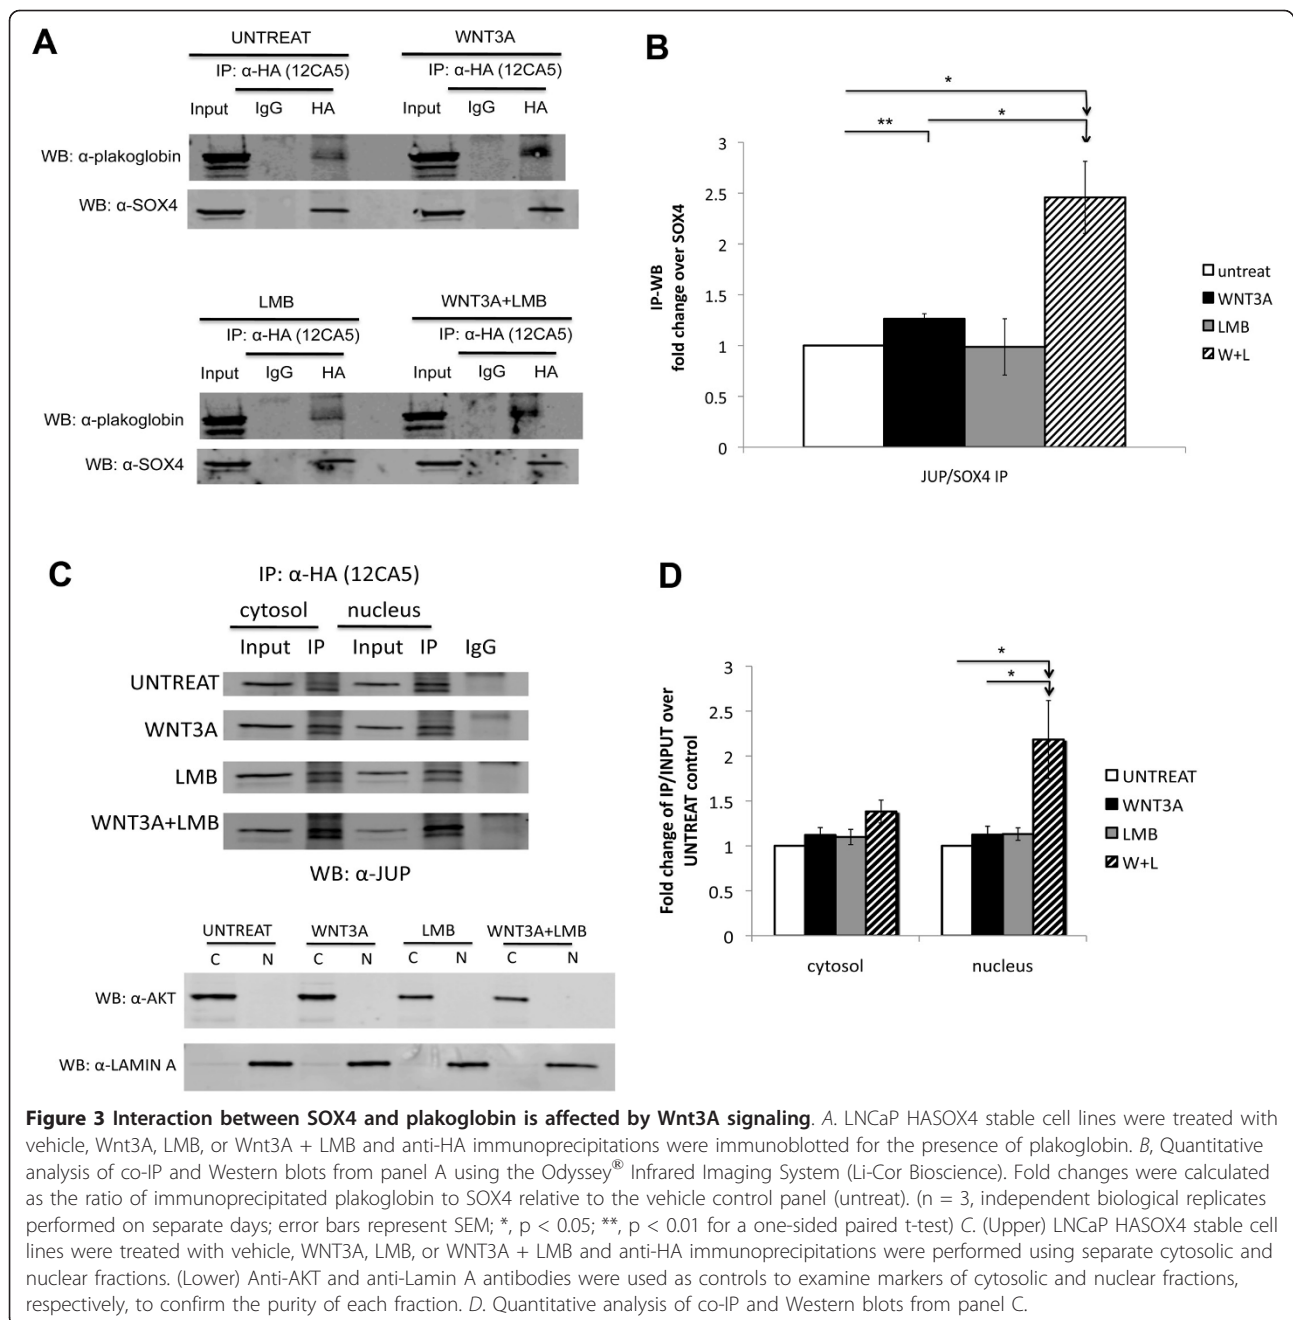 A
UNTREAT
WNT3A
IP: α-HA (12CA5)
IP: α-HA (12CA5)
Input IgG HA
Input IgG HA
WB: α-plakoglobin
WB: α-SOX4
LMB
WNT3A+LMB
IP: α-HA (12CA5)
IP: α-HA (12CA5)
Input IgG HA
Input IgG HA
WB: α-plakoglobin
WB: α-SOX4
B
*
**
*
3
2.5
2
1.5
1
0.5
0
IP-WB
fold change over SOX4
JUP/SOX4 IP
untreat
WNT3A
LMB
W+L
C
IP: α-HA (12CA5)
cytosol nucleus
Input IP Input IP IgG
UNTREAT
WNT3A
LMB
WNT3A+LMB
WB: α-JUP
UNTREAT WNT3A LMB WNT3A+LMB
C N C N C N C N
WB: α-AKT
WB: α-LAMIN A
D
*
*
3
2.5
2
1.5
1
0.5
0
Fold change of IP/INPUT over
UNTREAT control
cytosol nucleus
UNTREAT
WNT3A
LMB
W+L
Figure 3 Interaction between SOX4 and plakoglobin is affected by Wnt3A signaling. A. LNCaP HASOX4 stable cell lines were treated with
vehicle, Wnt3A, LMB, or Wnt3A + LMB and anti-HA immunoprecipitations were immunoblotted for the presence of plakoglobin. B, Quantitative
analysis of co-IP and Western blots from panel A using the Odyssey® Infrared Imaging System (Li-Cor Bioscience). Fold changes were calculated
as the ratio of immunoprecipitated plakoglobin to SOX4 relative to the vehicle control panel (untreat). (n = 3, independent biological replicates
performed on separate days; error bars represent SEM; *, p < 0.05; **, p < 0.01 for a one-sided paired t-test) C. (Upper) LNCaP HASOX4 stable cell
lines were treated with vehicle, WNT3A, LMB, or WNT3A + LMB and anti-HA immunoprecipitations were performed using separate cytosolic and
nuclear fractions. (Lower) Anti-AKT and anti-Lamin A antibodies were used as controls to examine markers of cytosolic and nuclear fractions,
respectively, to confirm the purity of each fraction. D. Quantitative analysis of co-IP and Western blots from panel C.